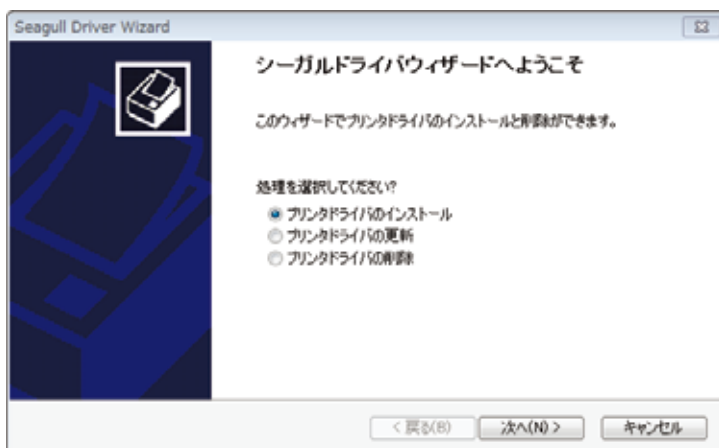 Seagull Driver Wizard
シーガルドライバウィザードへようこそ
このウィザードでプリンタドライバのインストールと削除ができます。
処理を選択してください?
プリンタドライバのインストール
プリンタドライバの更新
プリンタドライバの削除
< 戻る(B) 次へ(N) > キャンセル